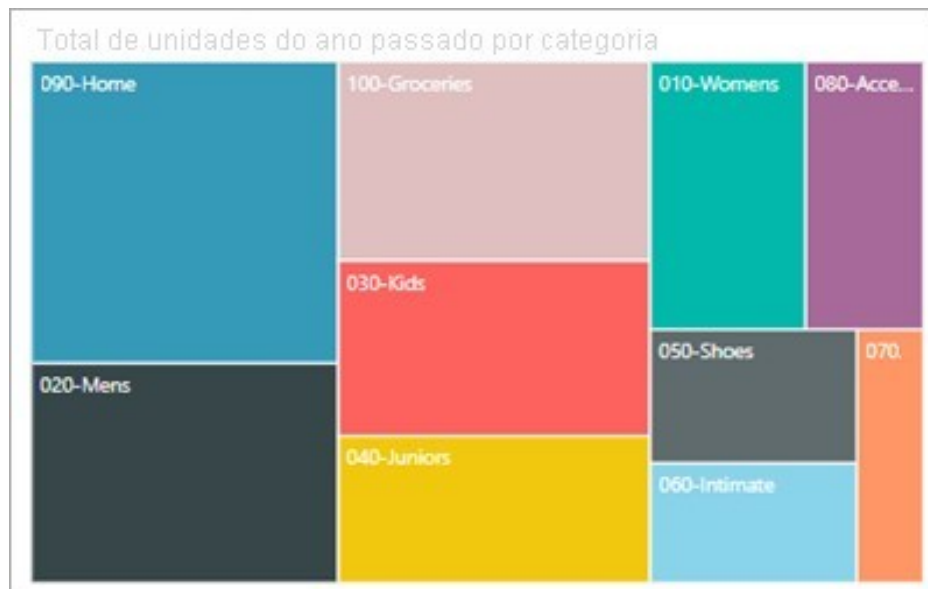 Total de unidades do ano passado por categoria
090-Home
100-Groceries
010-Womens
080-Acce...
030-Kids
050-Shoes
070.
020-Mens
040-Juniors
060-Intimate